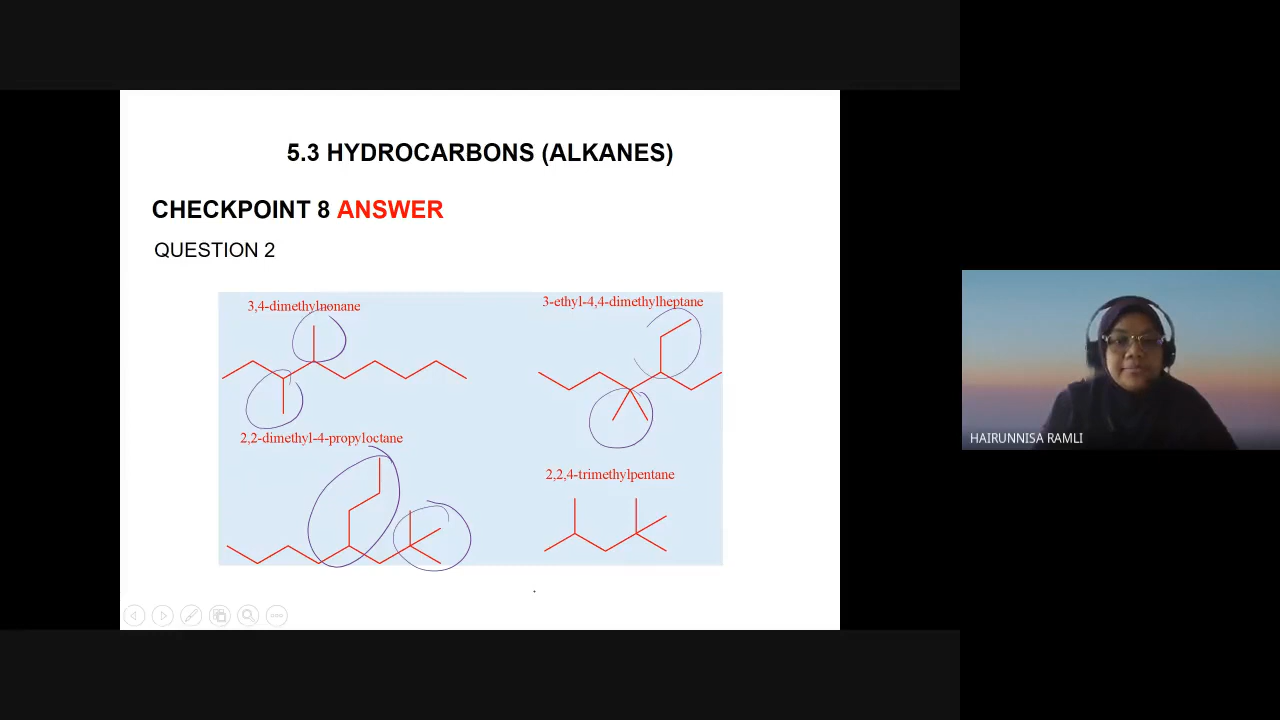 5.3 HYDROCARBONS (ALKANES)
CHECKPOINT 8 ANSWER
QUESTION 2
3,4-dimethylnonane
3-ethyl-4,4-dimethylheptane
2,2-dimethyl-4-propyloctane
2,2,4-trimethylpentane
HAIRUNNISA RAMLI